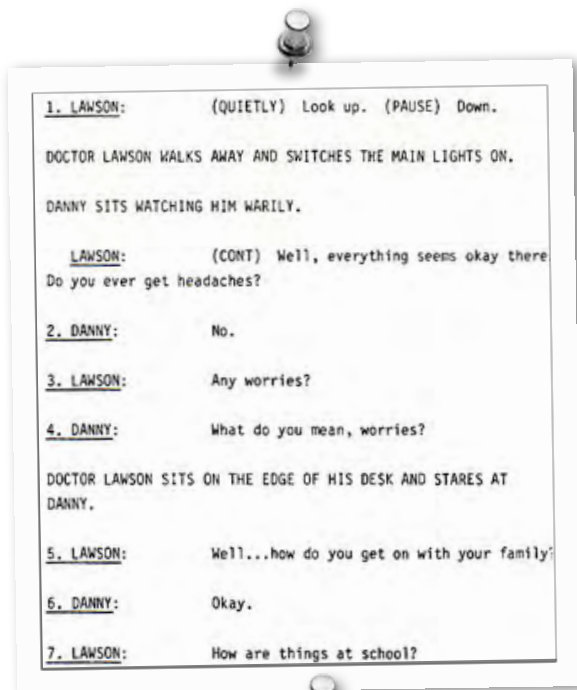 1. LAWSON: (QUIETLY) Look up. (PAUSE) Down.
DOCTOR LAWSON WALKS AWAY AND SWITCHES THE MAIN LIGHTS ON.
DANNY SITS WATCHING HIM WARILY.
LAWSON: (CONT) Well, everything seems okay there
Do you ever get headaches?
2. DANNY: No.
3. LAWSON: Any worries?
4. DANNY: What do you mean, worries?
DOCTOR LAWSON SITS ON THE EDGE OF HIS DESK AND STARES AT
DANNY.
5. LAWSON: Well...how do you get on with your family?
6. DANNY: Okay.
7. LAWSON: How are things at school?